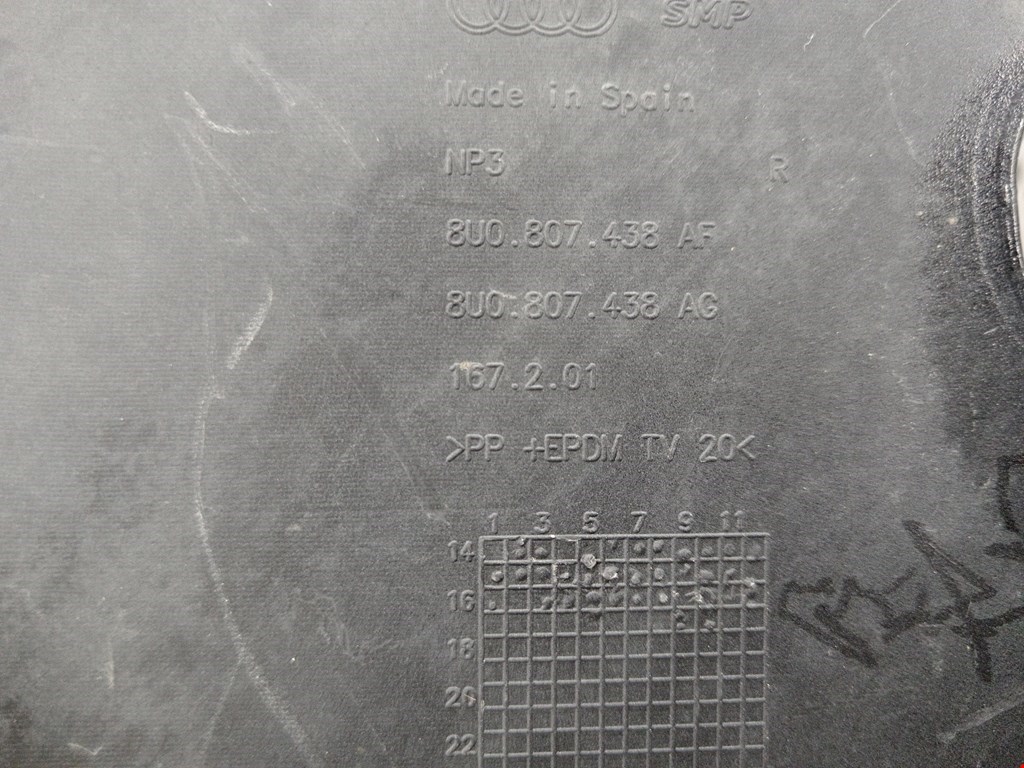 SMP
Made in Spain
NP3 R
8U0.807.438 AF
8U0.807.438 AG
167.2.01
>PP +EPDM TV 20<
1 3 5 7 9 11
14
16
18
20
22